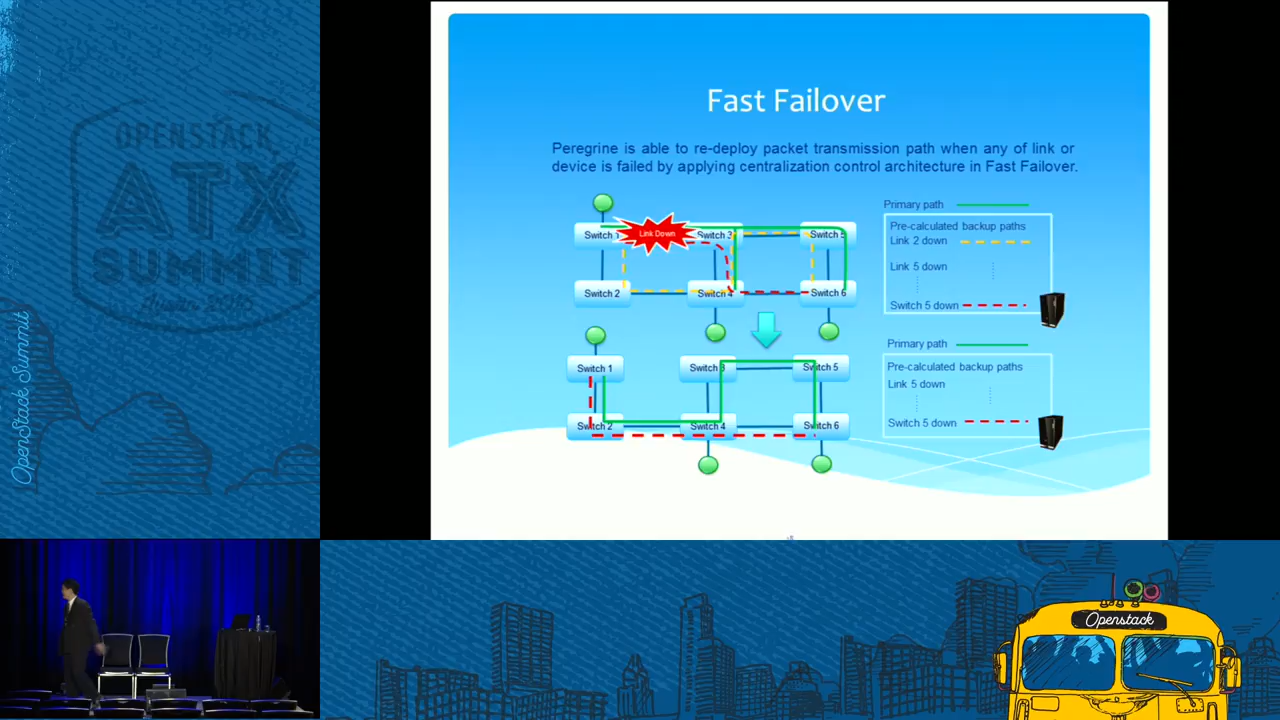 OPENSTACK
ATX
SUMMIT
OpenStack Summit
Fast Failover
Peregrine is able to re-deploy packet transmission path when any of link or
device is failed by applying centralization control architecture in Fast Failover.
Link Down
Switch 3
Switch 5
Switch 2
Switch 4
Switch 6
Primary path
Pre-calculated backup paths
Link 2 down
Link 5 down
Switch 5 down
Switch 1
Switch 3
Switch 5
Switch 2
Switch 4
Switch 6
Primary path
Pre-calculated backup paths
Link 5 down
Switch 5 down
Openstack